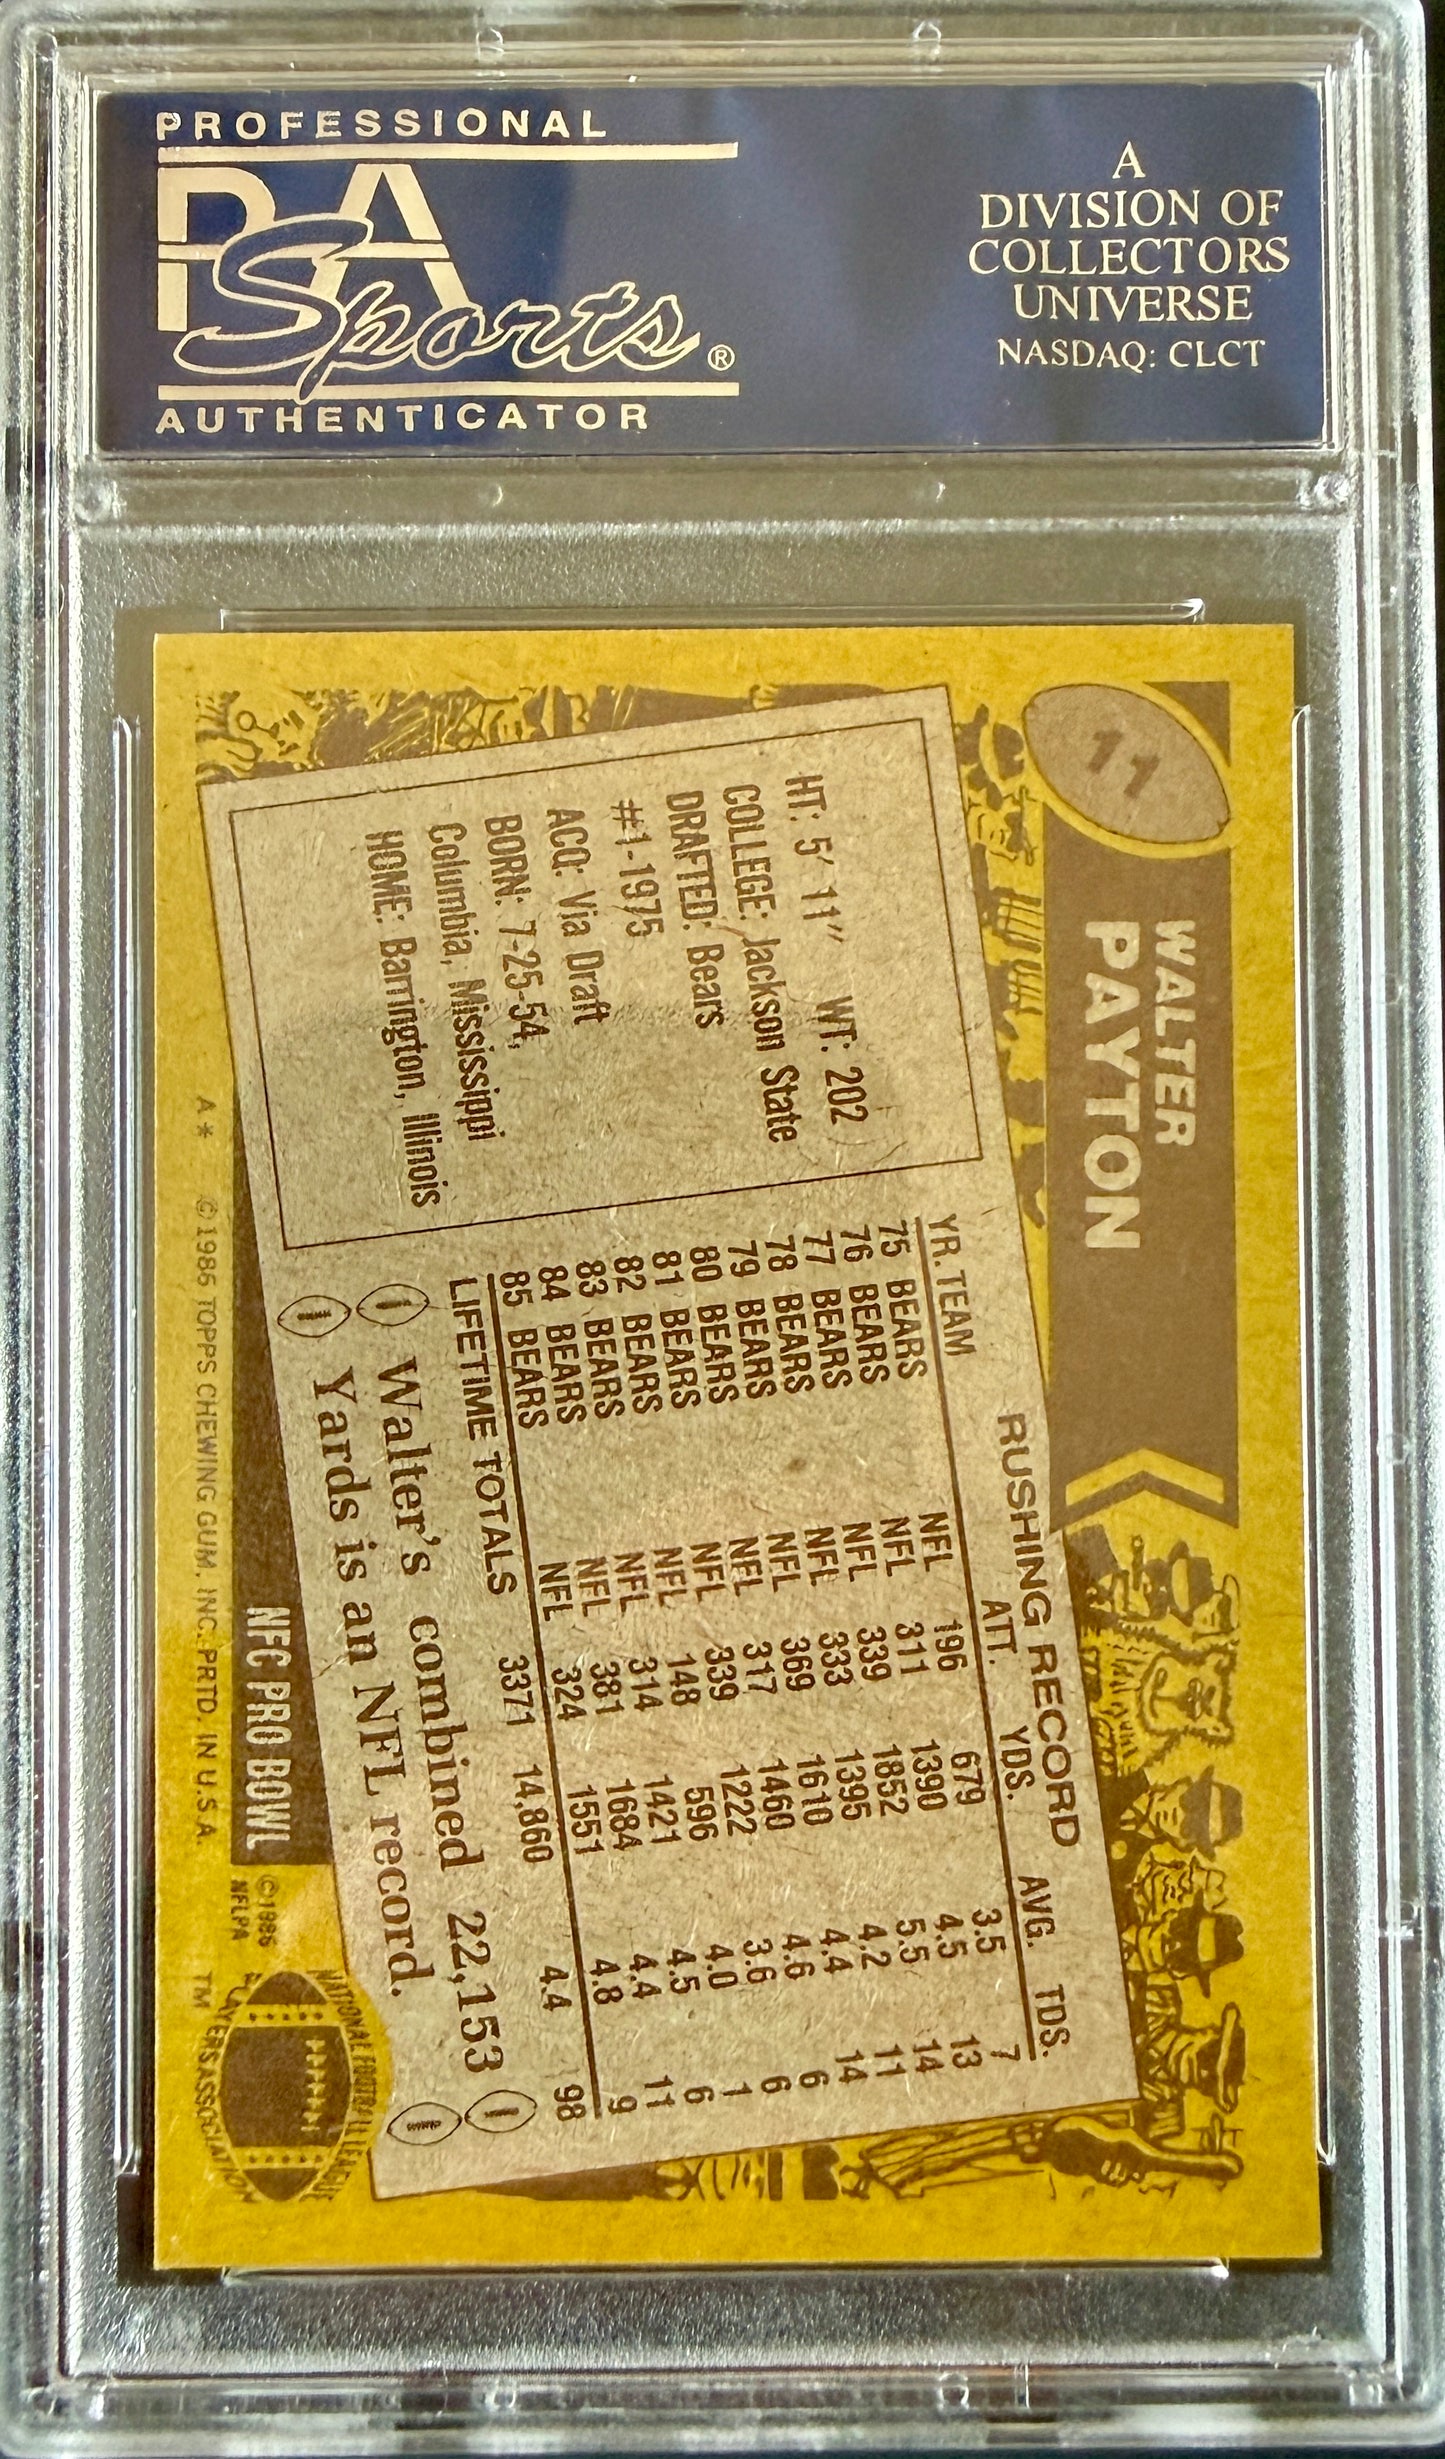 PROFESSIONAL
PSA
Sports®
AUTHENTICATOR
A
DIVISION OF
COLLECTORS
UNIVERSE
NASDAQ: CLCT
11
WALTER
PAYTON
HT: 5' 11" WT: 202
COLLEGE: Jackson State
DRAFTED: Bears
#1-1975
ACQ: Via Draft
BORN: 7-25-54,
Columbia, Mississippi
HOME: Barrington, Illinois
RUSHING RECORD
YR. TEAM ATT. YDS. AVG. TDS.
75 BEARS NFL 196 679 3.5 7
76 BEARS NFL 311 1390 4.5 13
77 BEARS NFL 339 1852 5.5 14
78 BEARS NFL 333 1395 4.2 11
79 BEARS NFL 369 1610 4.4 14
80 BEARS NFL 317 1460 4.6 6
81 BEARS NFL 339 1222 3.6 6
82 BEARS NFL 148 596 4.0 1
83 BEARS NFL 314 1421 4.5 6
84 BEARS NFL 381 1684 4.4 11
85 BEARS NFL 324 1551 4.8 9
LIFETIME TOTALS 3371 14,860 4.4 98
Walter's combined 22,153
Yards is an NFL record.
NFC PRO BOWL
©1986
NFLPA
NATIONAL FOOTBALL LEAGUE
PLAYERS ASSOCIATION
TM
A* ©1986 TOPPS CHEWING GUM, INC. PRTD. IN U.S.A.